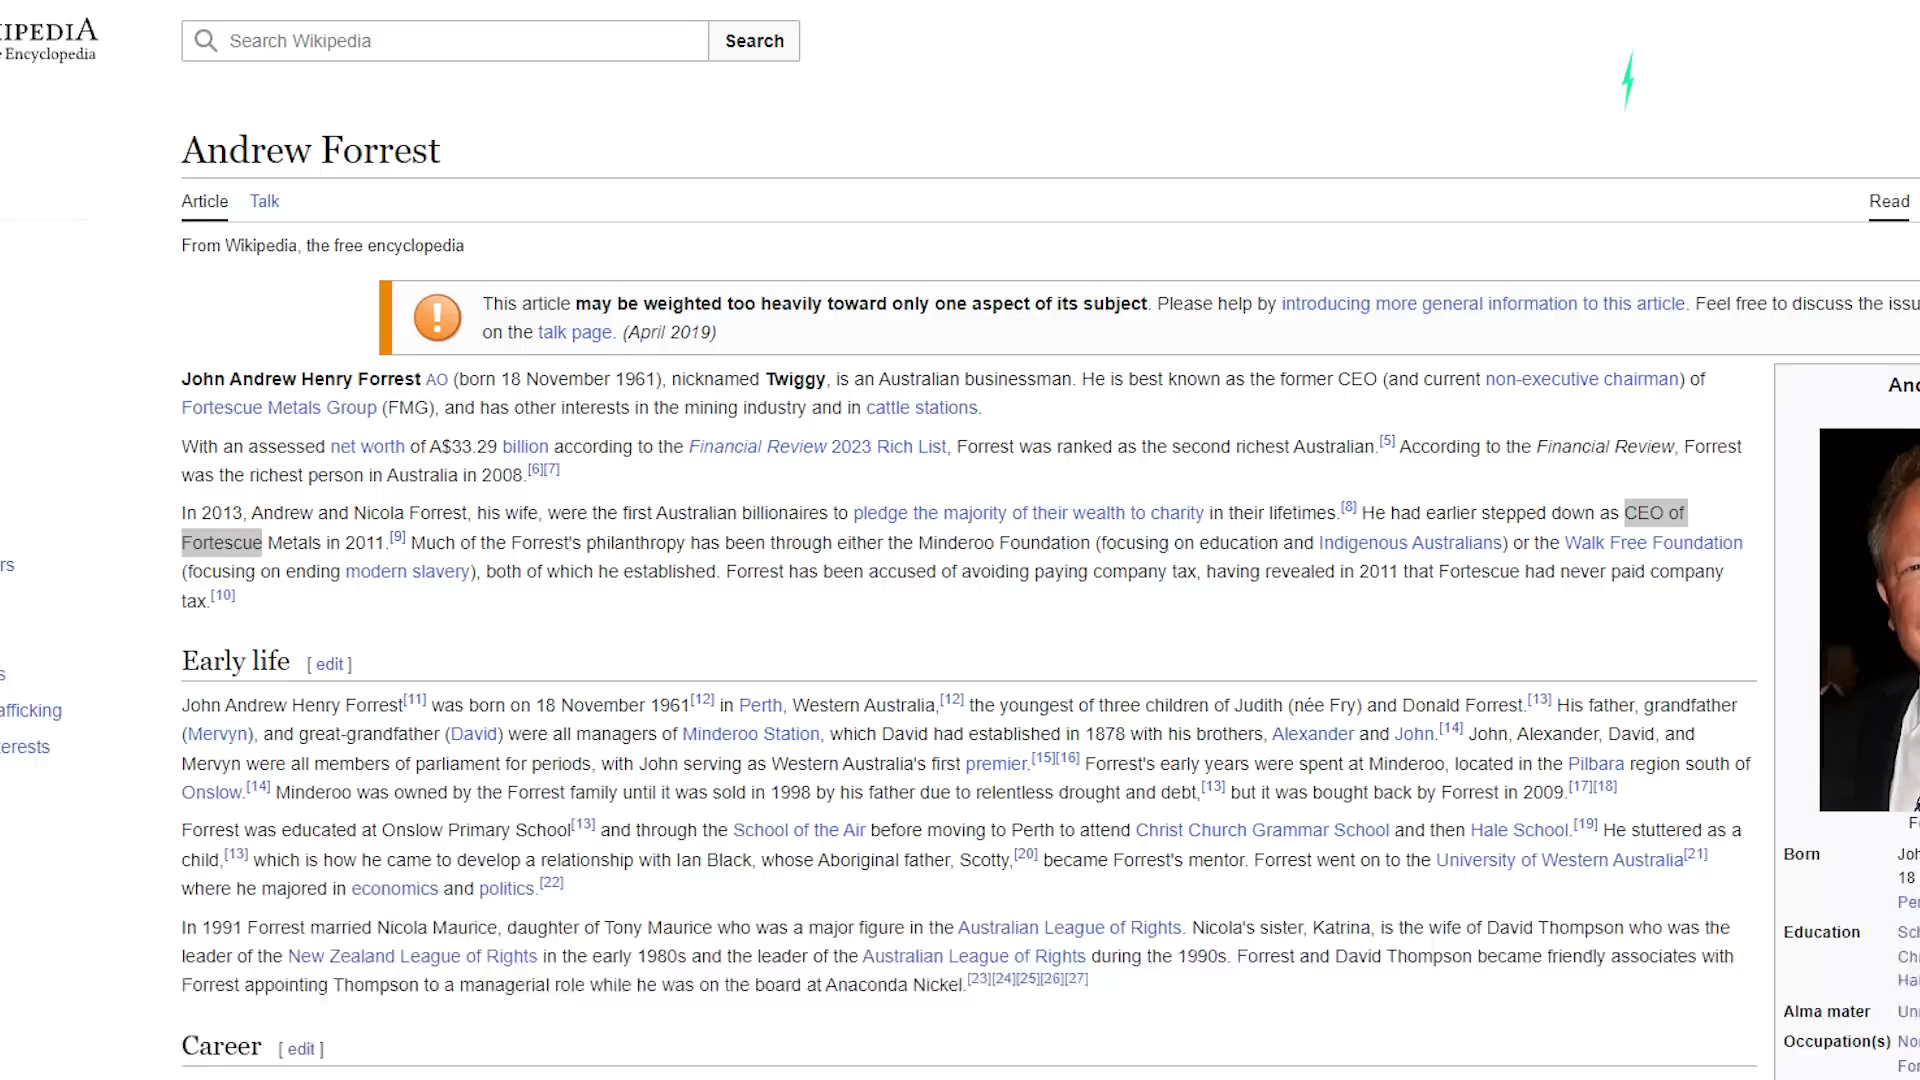 IPEDIA
Encyclopedia
Search Wikipedia
Search
Andrew Forrest
Article Talk
Read
From Wikipedia, the free encyclopedia
This article may be weighted too heavily toward only one aspect of its subject. Please help by introducing more general information to this article. Feel free to discuss the issu
on the talk page. (April 2019)
John Andrew Henry Forrest AO (born 18 November 1961), nicknamed Twiggy, is an Australian businessman. He is best known as the former CEO (and current non-executive chairman) of
Fortescue Metals Group (FMG), and has other interests in the mining industry and in cattle stations.
With an assessed net worth of A$33.29 billion according to the Financial Review 2023 Rich List, Forrest was ranked as the second richest Australian.[5] According to the Financial Review, Forrest
was the richest person in Australia in 2008.[6][7]
In 2013, Andrew and Nicola Forrest, his wife, were the first Australian billionaires to pledge the majority of their wealth to charity in their lifetimes.[8] He had earlier stepped down as CEO of
Fortescue Metals in 2011.[9] Much of the Forrest's philanthropy has been through either the Minderoo Foundation (focusing on education and Indigenous Australians) or the Walk Free Foundation
(focusing on ending modern slavery), both of which he established. Forrest has been accused of avoiding paying company tax, having revealed in 2011 that Fortescue had never paid company
tax.[10]
rs
s
afficking
erests
Early life [ edit ]
John Andrew Henry Forrest[11] was born on 18 November 1961[12] in Perth, Western Australia,[12] the youngest of three children of Judith (née Fry) and Donald Forrest.[13] His father, grandfather
(Mervyn), and great-grandfather (David) were all managers of Minderoo Station, which David had established in 1878 with his brothers, Alexander and John.[14] John, Alexander, David, and
Mervyn were all members of parliament for periods, with John serving as Western Australia's first premier.[15][16] Forrest's early years were spent at Minderoo, located in the Pilbara region south of
Onslow.[14] Minderoo was owned by the Forrest family until it was sold in 1998 by his father due to relentless drought and debt,[13] but it was bought back by Forrest in 2009.[17][18]
Forrest was educated at Onslow Primary School[13] and through the School of the Air before moving to Perth to attend Christ Church Grammar School and then Hale School.[19] He stuttered as a
child,[13] which is how he came to develop a relationship with Ian Black, whose Aboriginal father, Scotty,[20] became Forrest's mentor. Forrest went on to the University of Western Australia[21]
where he majored in economics and politics.[22]
In 1991 Forrest married Nicola Maurice, daughter of Tony Maurice who was a major figure in the Australian League of Rights. Nicola's sister, Katrina, is the wife of David Thompson who was the
leader of the New Zealand League of Rights in the early 1980s and the leader of the Australian League of Rights during the 1990s. Forrest and David Thompson became friendly associates with
Forrest appointing Thompson to a managerial role while he was on the board at Anaconda Nickel.[23][24][25][26][27]
Career [ edit ]
And
F
Born Joh
18
Per
Education Sch
Chr
Hal
Alma mater Uni
Occupation(s) Non
For